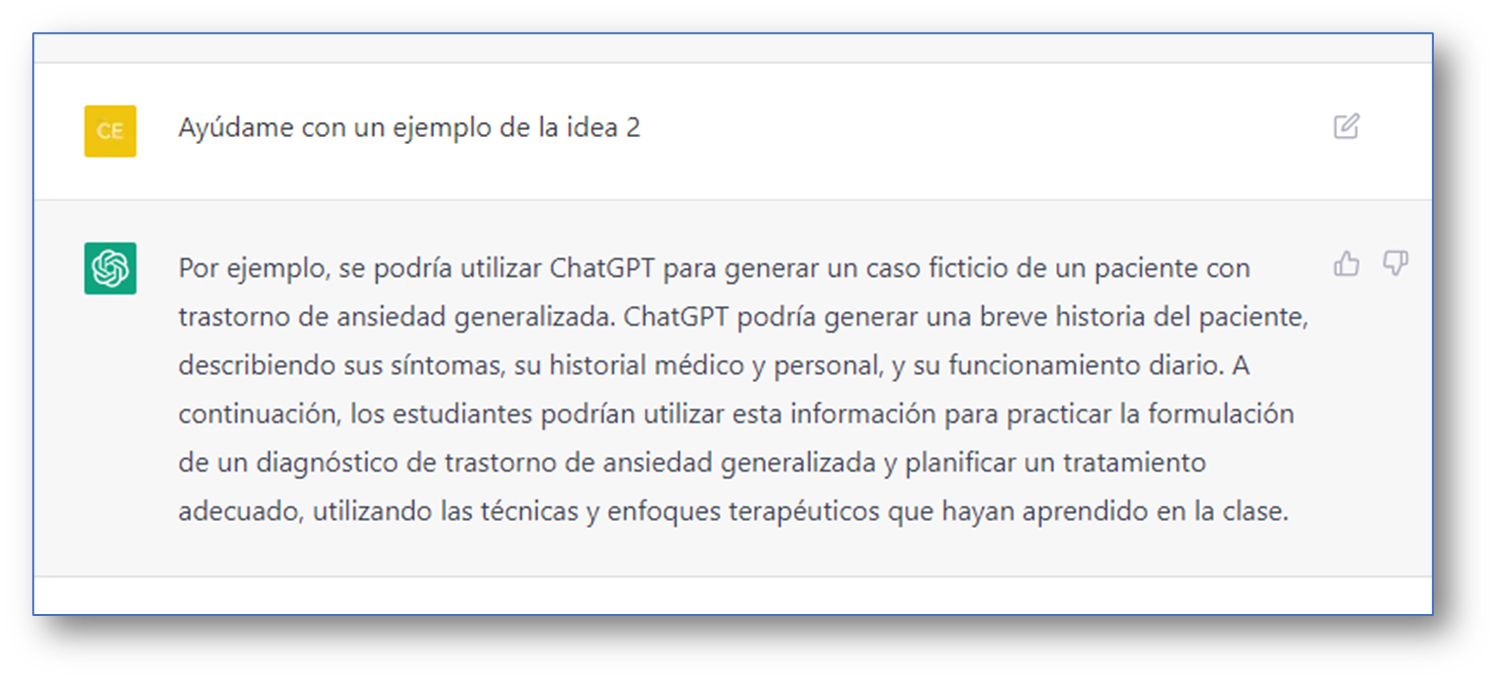 CE
Ayúdame con un ejemplo de la idea 2
Por ejemplo, se podría utilizar ChatGPT para generar un caso ficticio de un paciente con
trastorno de ansiedad generalizada. ChatGPT podría generar una breve historia del paciente,
describiendo sus síntomas, su historial médico y personal, y su funcionamiento diario. A
continuación, los estudiantes podrían utilizar esta información para practicar la formulación
de un diagnóstico de trastorno de ansiedad generalizada y planificar un tratamiento
adecuado, utilizando las técnicas y enfoques terapéuticos que hayan aprendido en la clase.